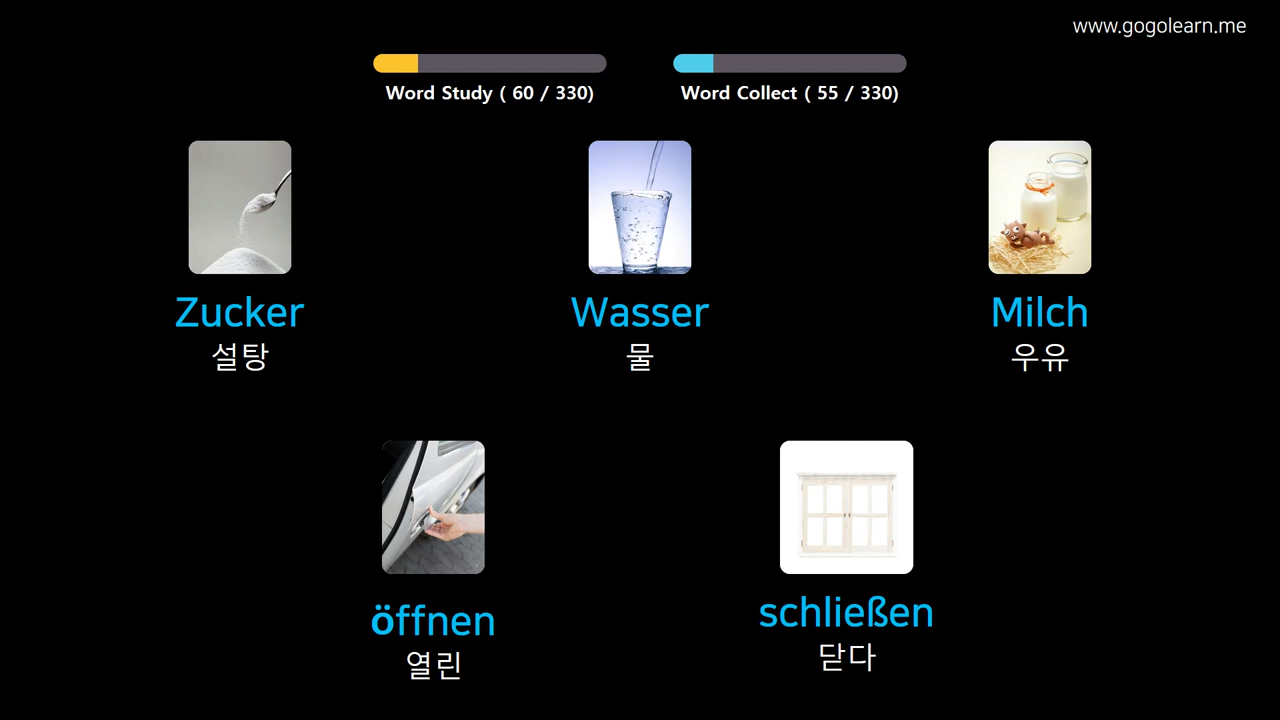 www.gogolearn.me
Word Study ( 60 / 330)
Word Collect ( 55 / 330)
Zucker
설탕
Wasser
물
Milch
우유
öffnen
열린
schließen
닫다